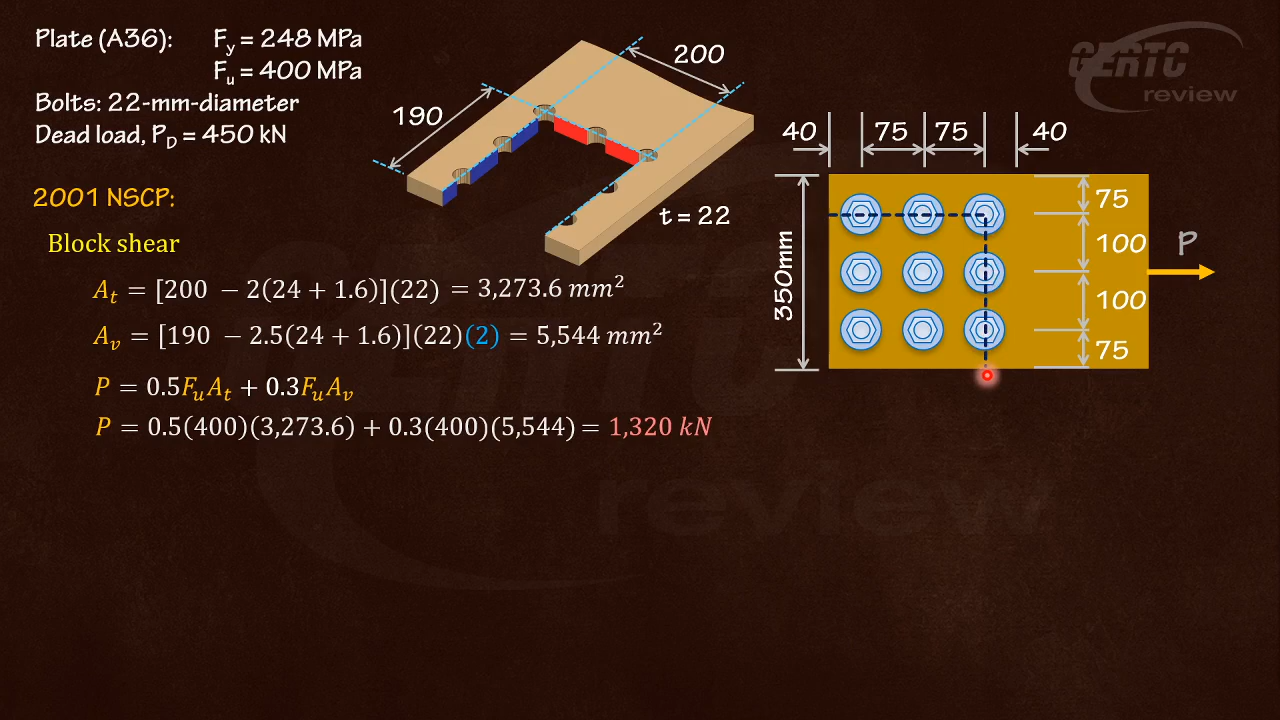 Plate (A36): F_y = 248 MPa
F_u = 400 MPa
Bolts: 22-mm-diameter
Dead load, P_D = 450 kN
2001 NSCP:
Block shear
A_t = [200 − 2(24 + 1.6)](22) = 3,273.6 mm²
A_v = [190 − 2.5(24 + 1.6)](22)(2) = 5,544 mm²
P = 0.5F_uA_t + 0.3F_uA_v
P = 0.5(400)(3,273.6) + 0.3(400)(5,544) = 1,320 kN
200
190
t = 22
GERTC
review
40 75 75 40
75
100
100
75
350mm
P
review